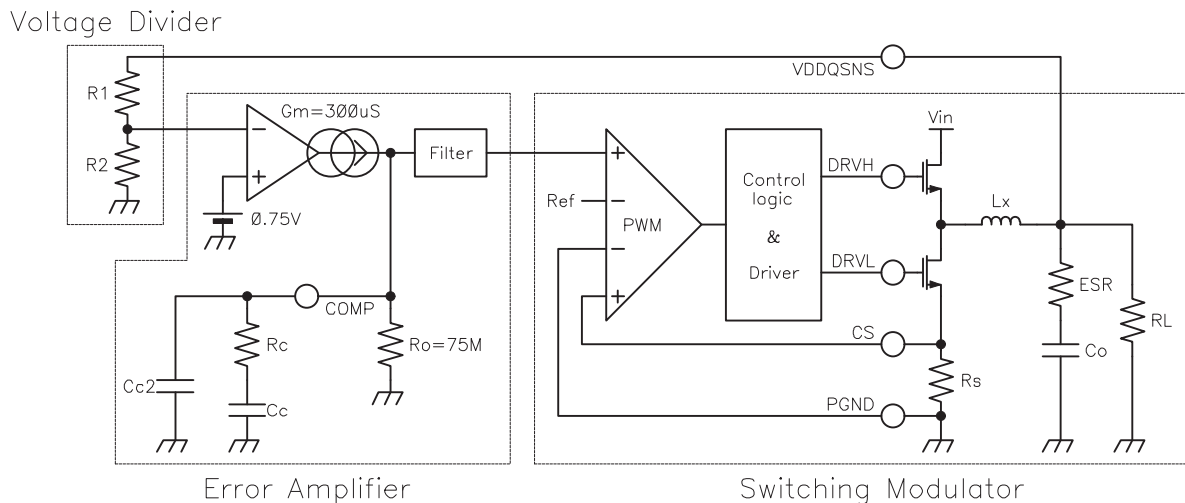 Voltage Divider
VDDQSNS
R1
Gm=300uS
Vin
R2
Filter
DRVH
Control
logic
&
Driver
Ref
PWM
Lx
0.75V
DRVL
ESR
COMP
Rc
Ro=75M
CS
RL
Co
Cc2
Cc
Rs
PGND
Error Amplifier
Switching Modulator